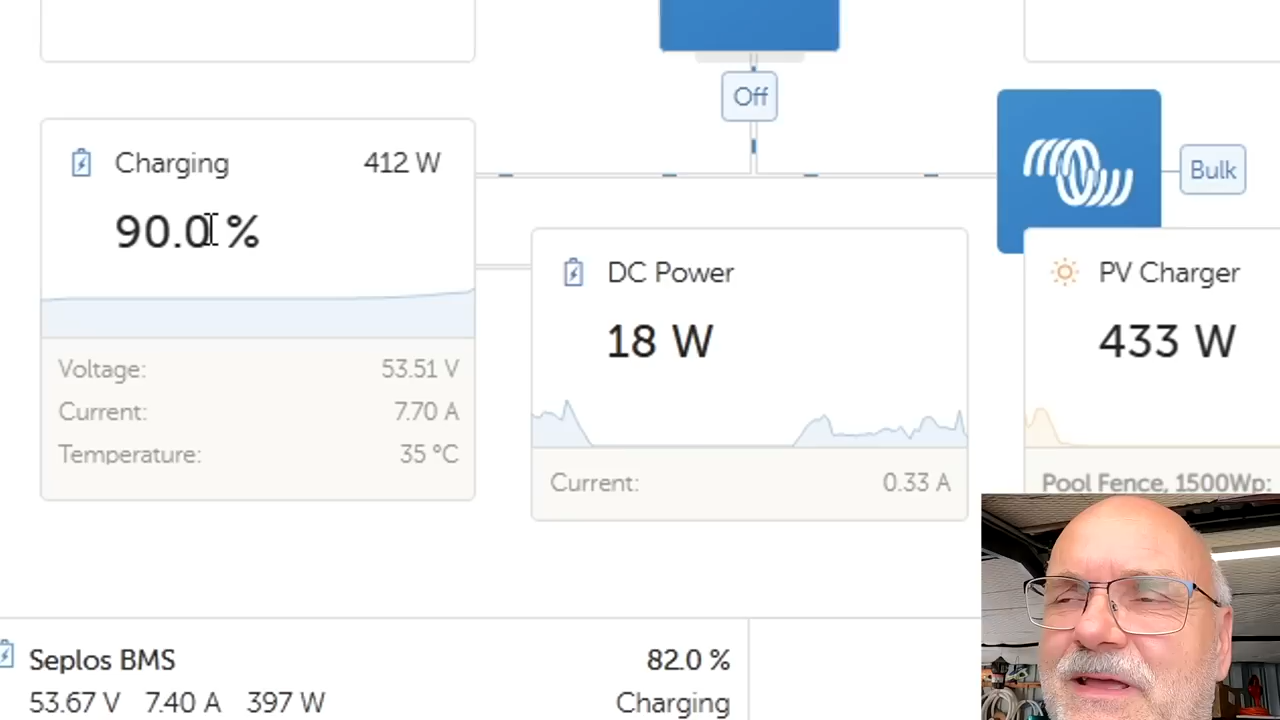 Off
Charging 412 W
90.0 %
Voltage: 53.51 V
Current: 7.70 A
Temperature: 35 °C
DC Power
18 W
Current: 0.33 A
Bulk
PV Charger
433 W
Pool Fence, 1500Wp:
Seplos BMS 82.0 %
53.67 V 7.40 A 397 W Charging